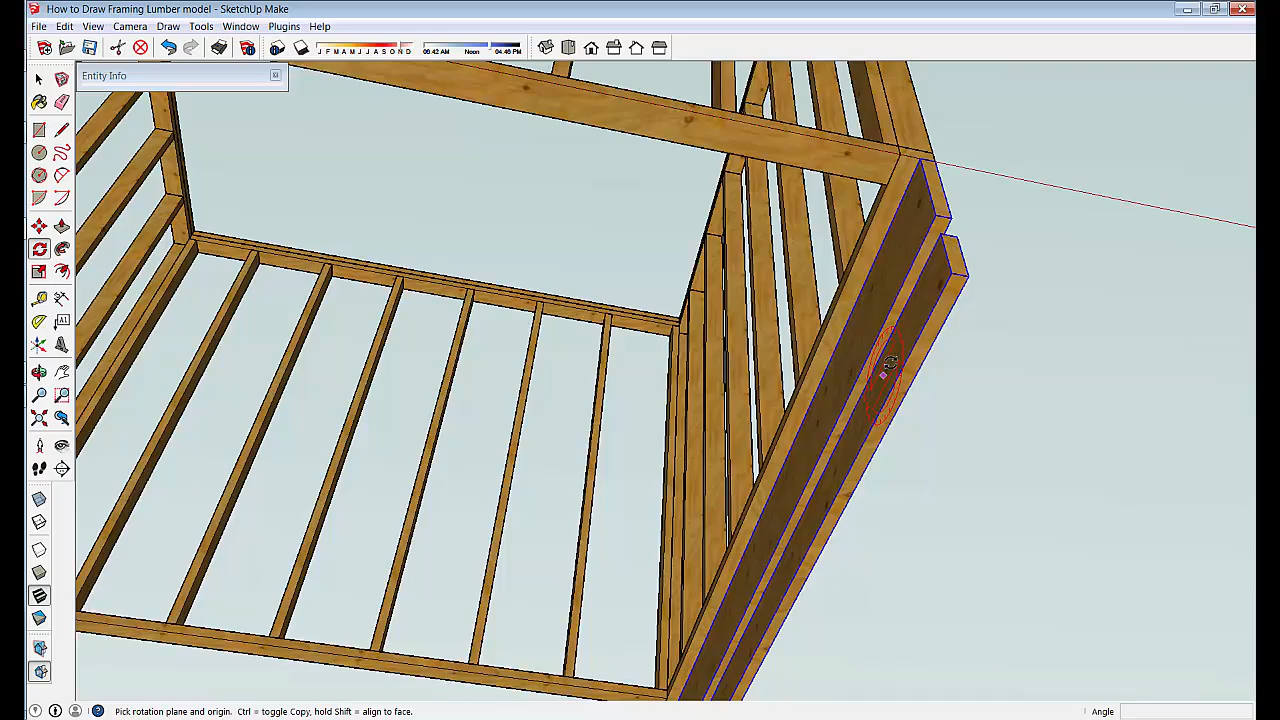 How to Draw Framing Lumber model - SketchUp Make
File Edit View Camera Draw Tools Window Plugins Help
J F M A M J J A S O N D 06:42 AM Noon 04:46 PM
Entity Info
A1
Pick rotation plane and origin. Ctrl = toggle Copy, hold Shift = align to face. Angle